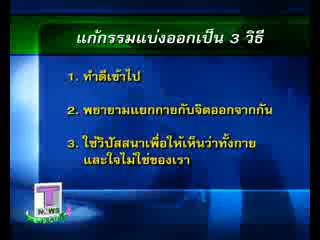 แก้กรรมแบ่งออกเป็น 3 วิธี
1. ทำดีเข้าไป
2. พยายามแยกกายกับจิตออกจากกัน
3. ใช้วิปัสสนาเพื่อให้เห็นว่าทั้งกาย
และใจไม่ใช่ของเรา
T
NEWS